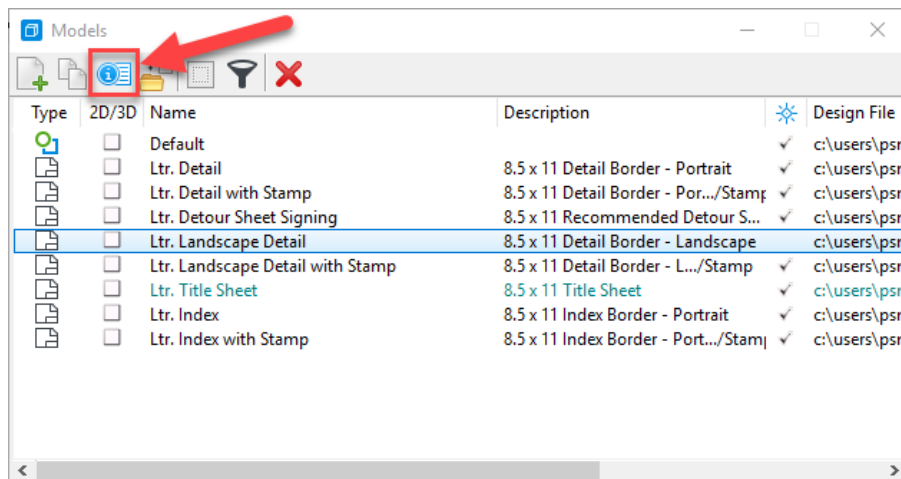 Models
Type 2D/3D Name Description Design File
Default c:\users\psr
Ltr. Detail 8.5 x 11 Detail Border - Portrait c:\users\psr
Ltr. Detail with Stamp 8.5 x 11 Detail Border - Por.../Stamp c:\users\psr
Ltr. Detour Sheet Signing 8.5 x 11 Recommended Detour S... c:\users\psr
Ltr. Landscape Detail 8.5 x 11 Detail Border - Landscape c:\users\psr
Ltr. Landscape Detail with Stamp 8.5 x 11 Detail Border - L.../Stamp c:\users\psr
Ltr. Title Sheet 8.5 x 11 Title Sheet c:\users\psr
Ltr. Index 8.5 x 11 Index Border - Portrait c:\users\psr
Ltr. Index with Stamp 8.5 x 11 Index Border - Port.../Stam c:\users\psr